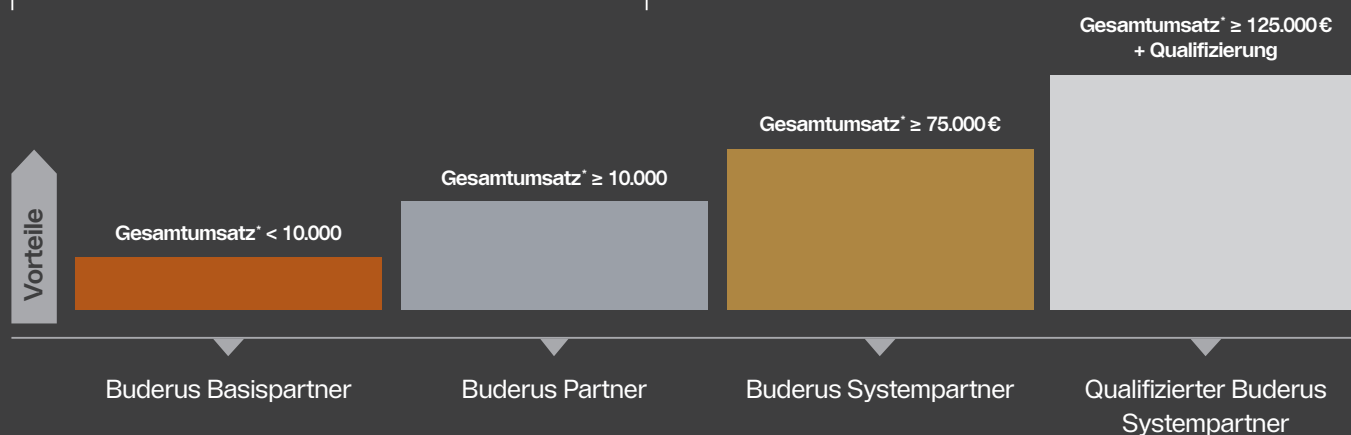 Gesamtumsatz* ≥ 125.000 €
+ Qualifizierung
Gesamtumsatz* ≥ 75.000 €
Gesamtumsatz* ≥ 10.000
Gesamtumsatz* < 10.000
Vorteile
Buderus Basispartner
Buderus Partner
Buderus Systempartner
Qualifizierter Buderus
Systempartner